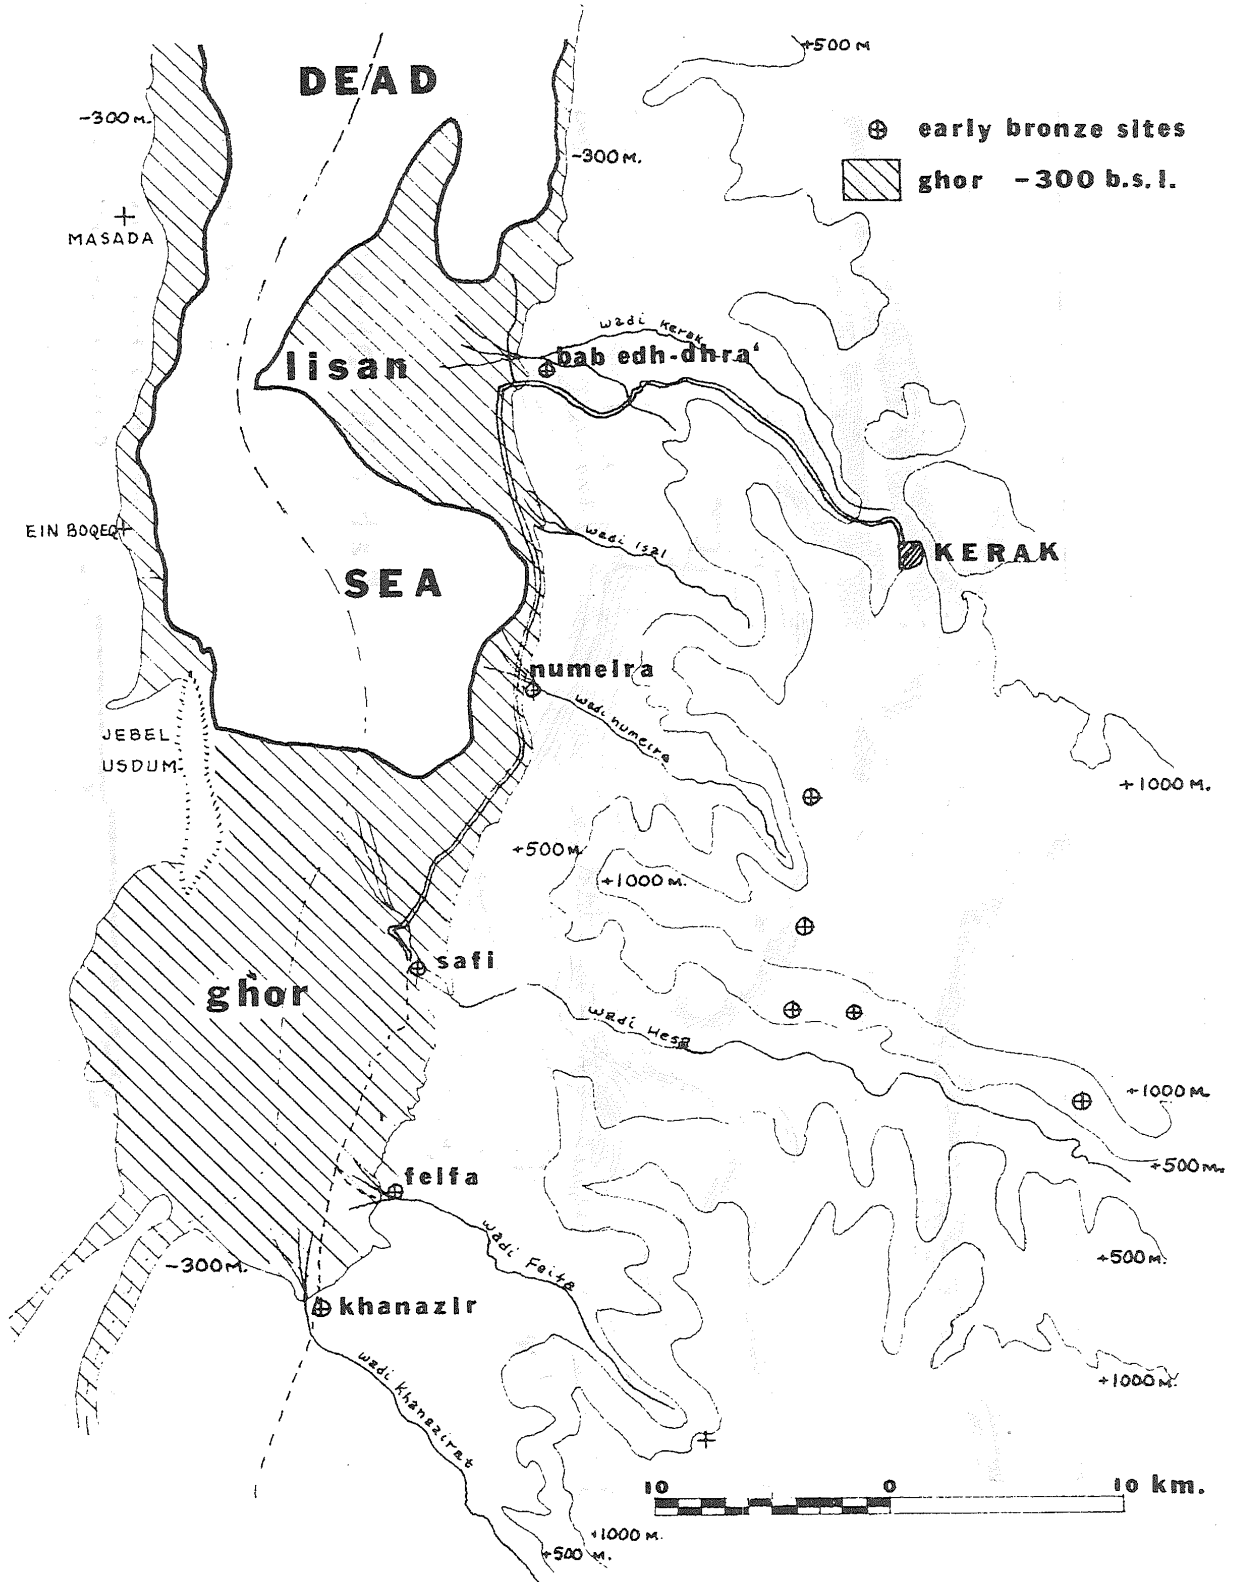 DEAD
+500 M
-300 M.
-300 M.
early bronze sites
ghor -300 b.s.l.
MASADA
wadi Kerak
bab edh-dhra'
lisan
EIN BOQEQ
wadi Isal
KERAK
SEA
numeira
wadi numeira
JEBEL
USDUM
+1000 M.
+500 M.
+1000 M.
safi
ghor
wadi Hesa
+1000 M.
+500 M.
felfa
wadi Feifa
+500 M.
-300 M.
khanazir
wadi Khanazirat
+1000 M.
10 0 10 km.
+1000 M.
+500 M.